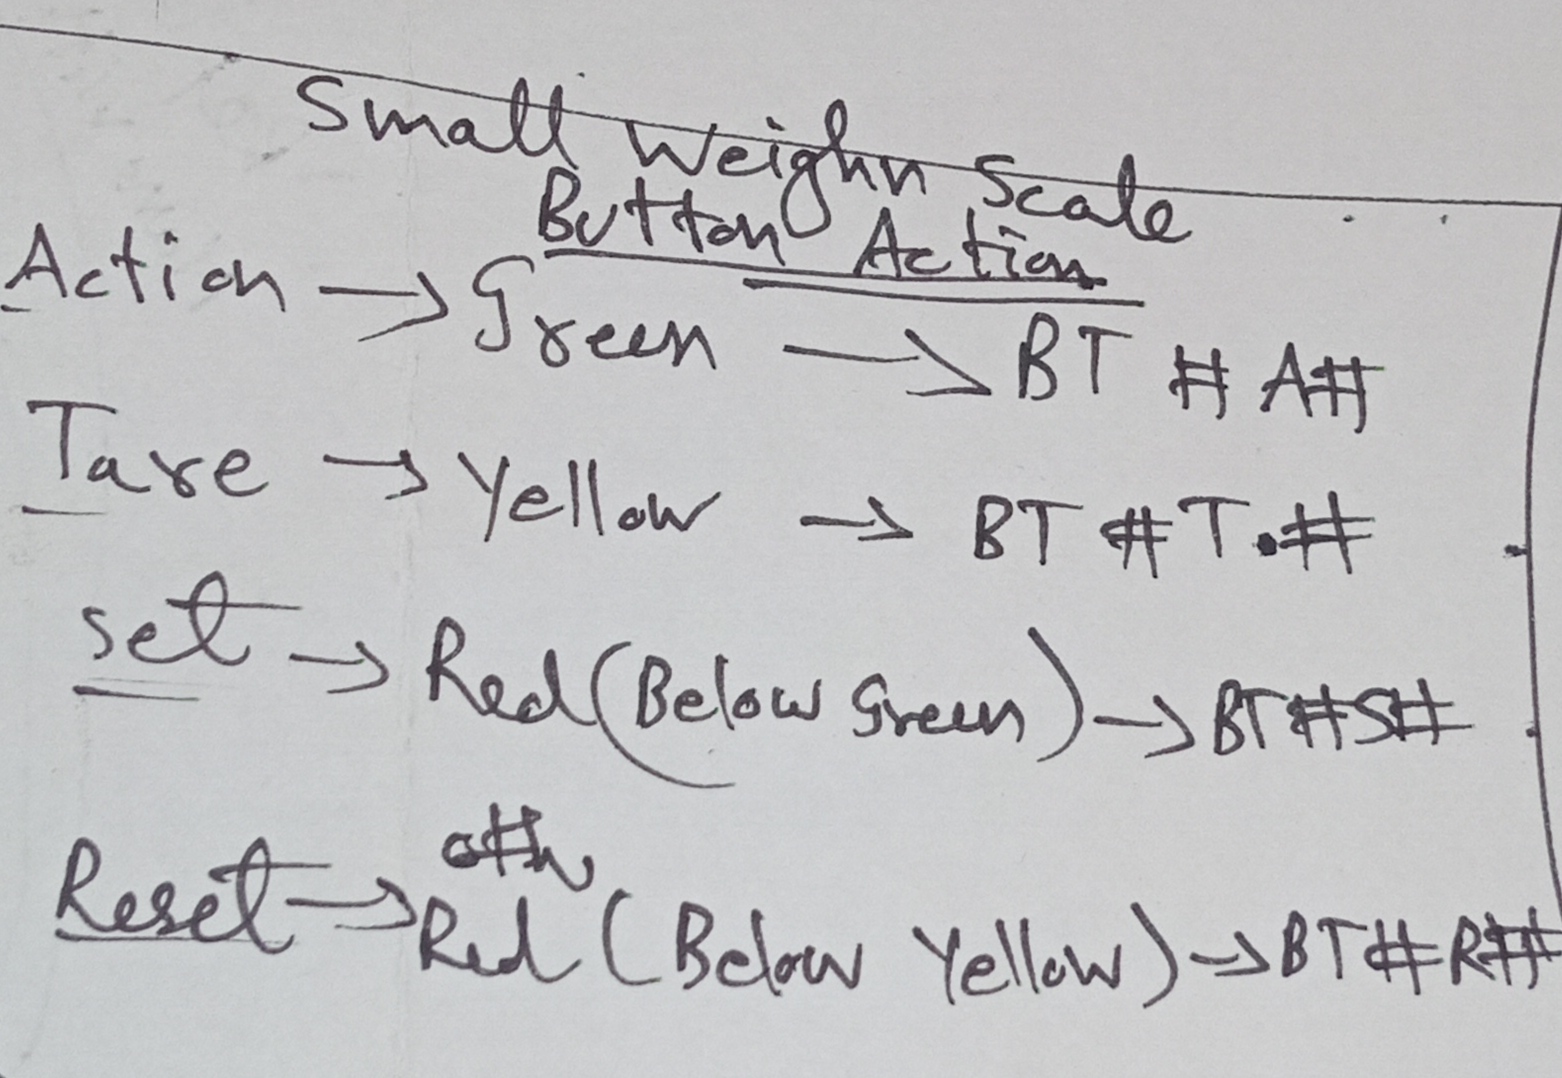 Small Weighn Scale
Button Action
Action → Green → BT # A#
Tare → Yellow → BT #T.#
set → Red (Below Green) → BT#S#
oth
Reset → Red (Below Yellow) → BT#R#